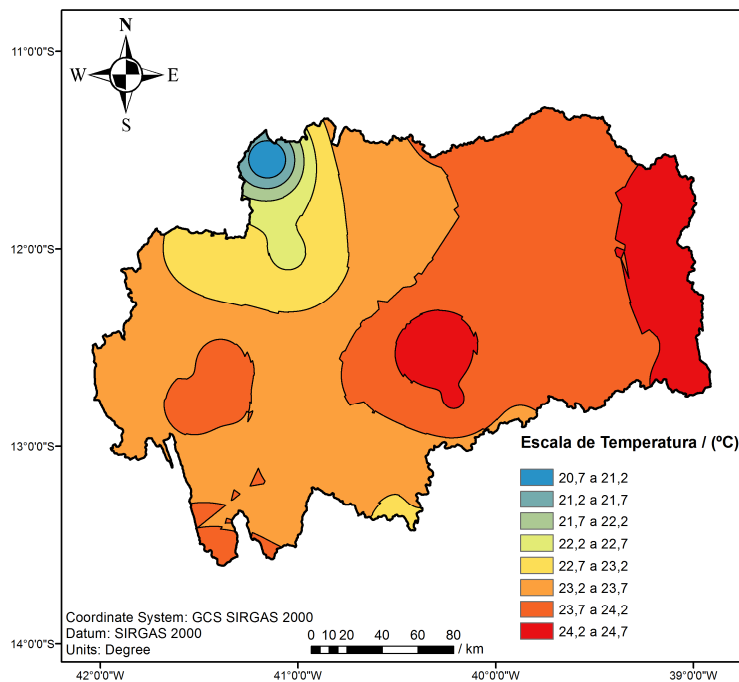 N
W E
S
11°0'0"S
12°0'0"S
13°0'0"S
14°0'0"S
Escala de Temperatura / (ºC)
20,7 a 21,2
21,2 a 21,7
21,7 a 22,2
22,2 a 22,7
22,7 a 23,2
23,2 a 23,7
23,7 a 24,2
24,2 a 24,7
Coordinate System: GCS SIRGAS 2000
Datum: SIRGAS 2000
Units: Degree
0 10 20 40 60 80 / km
42°0'0"W 41°0'0"W 40°0'0"W 39°0'0"W